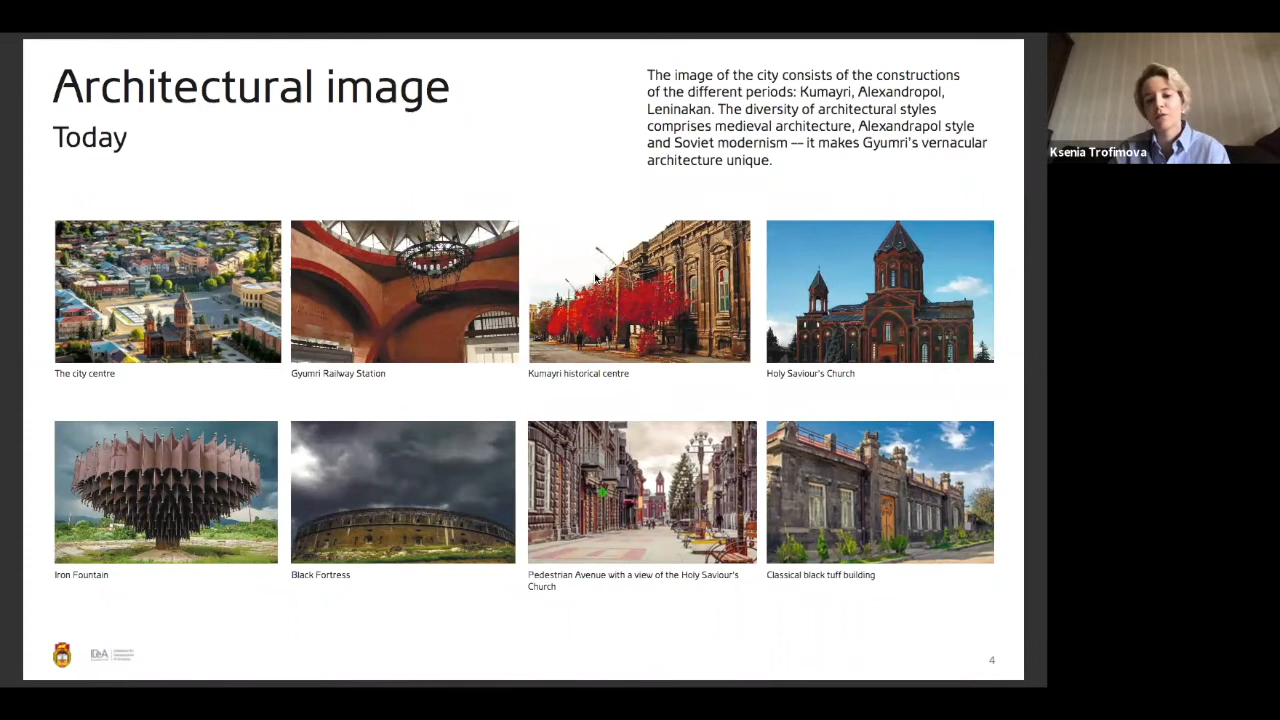 Architectural image
Today
The image of the city consists of the constructions
of the different periods: Kumayri, Alexandropol,
Leninakan. The diversity of architectural styles
comprises medieval architecture, Alexandrapol style
and Soviet modernism –– it makes Gyumri's vernacular
architecture unique.
Ksenia Trofimova
The city centre
Gyumri Railway Station
Kumayri historical centre
Holy Saviour's Church
Iron Fountain
Black Fortress
Pedestrian Avenue with a view of the Holy Saviour's
Church
Classical black tuff building
IDeA
4